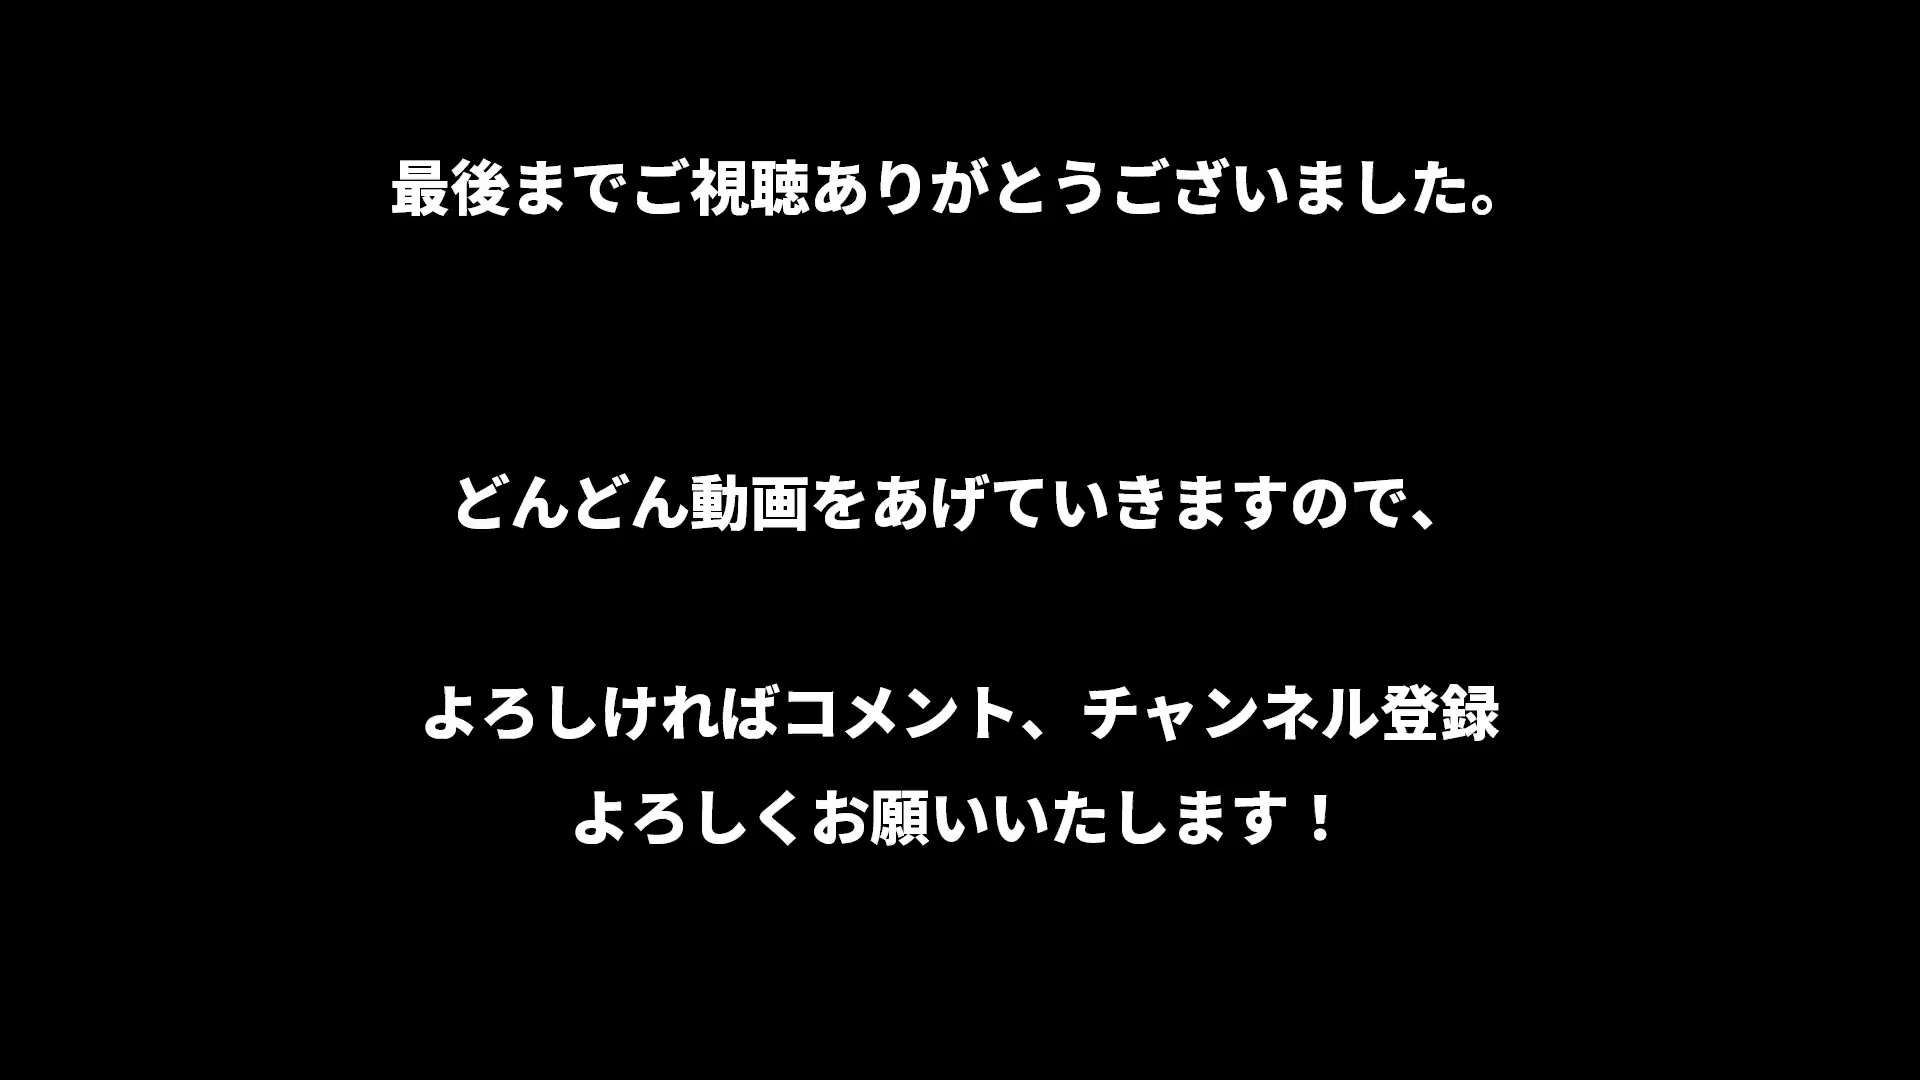 最後までご視聴ありがとうございました。
どんどん動画をあげていきますので、
よろしければコメント、チャンネル登録
よろしくお願いいたします！